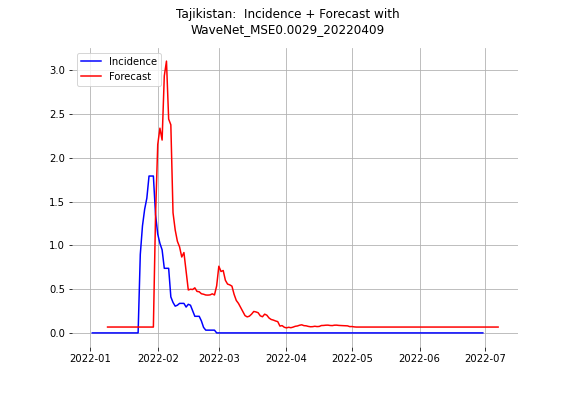 Tajikistan:  Incidence + Forecast with
WaveNet_MSE0.0029_20220409
Incidence
Forecast
3.0
2.5
2.0
1.5
1.0
0.5
0.0
2022-01 2022-02 2022-03 2022-04 2022-05 2022-06 2022-07